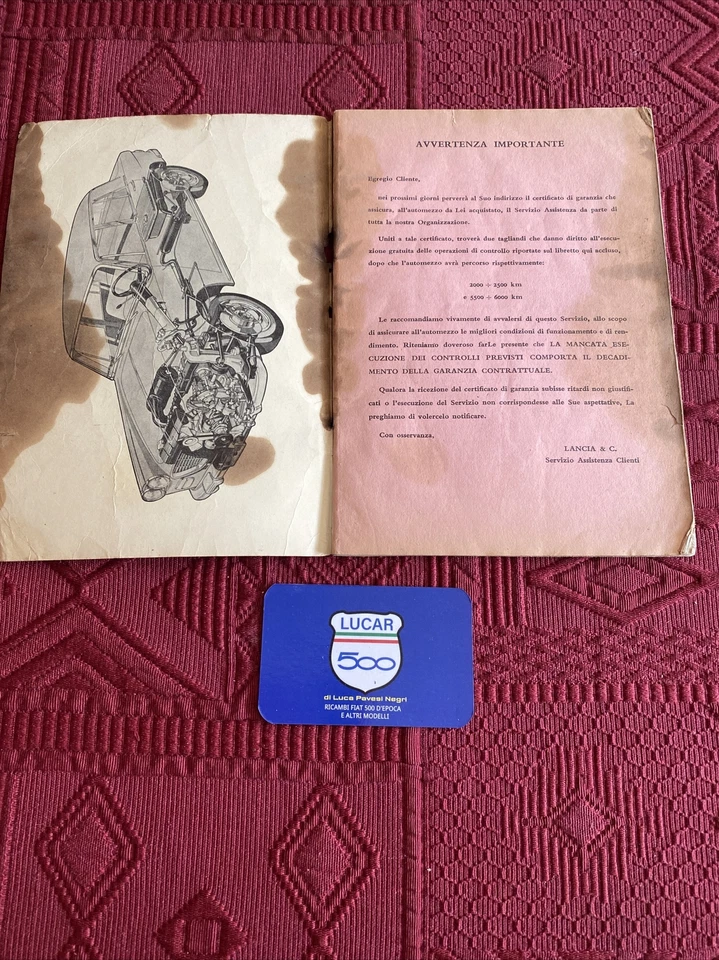 AVVERTENZA IMPORTANTE
Egregio Cliente,
nei prossimi giorni perverrà al Suo indirizzo il certificato di garanzia che
assicura, all'automezzo da Lei acquistato, il Servizio Assistenza da parte di
tutta la nostra Organizzazione.
Uniti a tale certificato, troverà due tagliandi che danno diritto all'esecu-
zione gratuita delle operazioni di controllo riportate sul libretto qui accluso,
dopo che l'automezzo avrà percorso rispettivamente:
2000 ÷ 2500 km
e 5500 ÷ 6000 km
Le raccomandiamo vivamente di avvalersi di questo Servizio, allo scopo
di assicurare all'automezzo le migliori condizioni di funzionamento e di ren-
dimento. Riteniamo doveroso farLe presente che LA MANCATA ESE-
CUZIONE DEI CONTROLLI PREVISTI COMPORTA IL DECADI-
MENTO DELLA GARANZIA CONTRATTUALE.
Qualora la ricezione del certificato di garanzia subisse ritardi non giustifi-
cati o l'esecuzione del Servizio non corrispondesse alle Sue aspettative, La
preghiamo di volercelo notificare.
Con osservanza,
LANCIA & C.
Servizio Assistenza Clienti
LUCAR
500
di Luca Pavesi Negri
RICAMBI FIAT 500 D'EPOCA
E ALTRI MODELLI